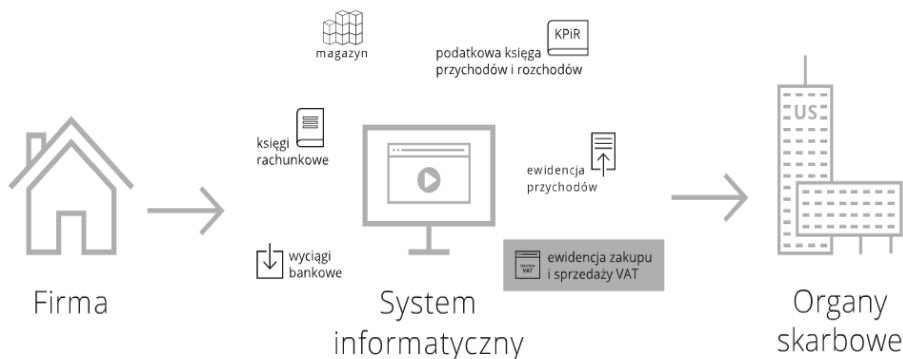 magazyn
KPiR
podatkowa księga
przychodów i rozchodów
księgi
rachunkowe
US
ewidencja
przychodów
wyciągi
bankowe
VAT
ewidencja zakupu
i sprzedaży VAT
Firma
System
informatyczny
Organy
skarbowe